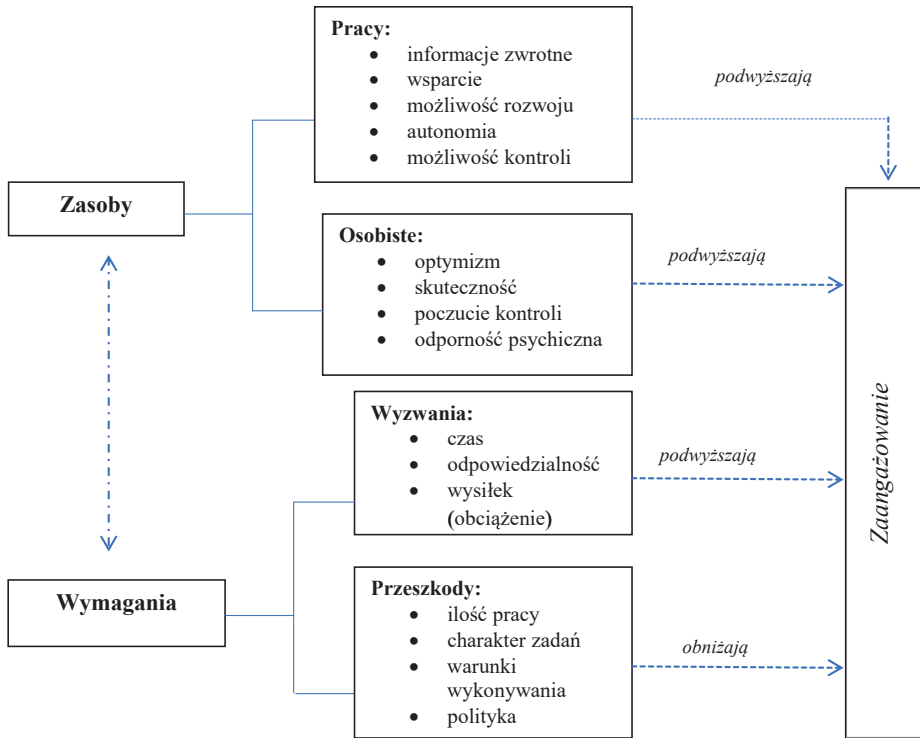 Pracy:
• informacje zwrotne
• wsparcie
• możliwość rozwoju
• autonomia
• możliwość kontroli
podwyższają
Zasoby
Osobiste:
• optymizm
• skuteczność
• poczucie kontroli
• odporność psychiczna
podwyższają
Wyzwania:
• czas
• odpowiedzialność
• wysiłek
(obciążenie)
podwyższają
Zaangażowanie
Wymagania
Przeszkody:
• ilość pracy
• charakter zadań
• warunki
wykonywania
• polityka
obniżają